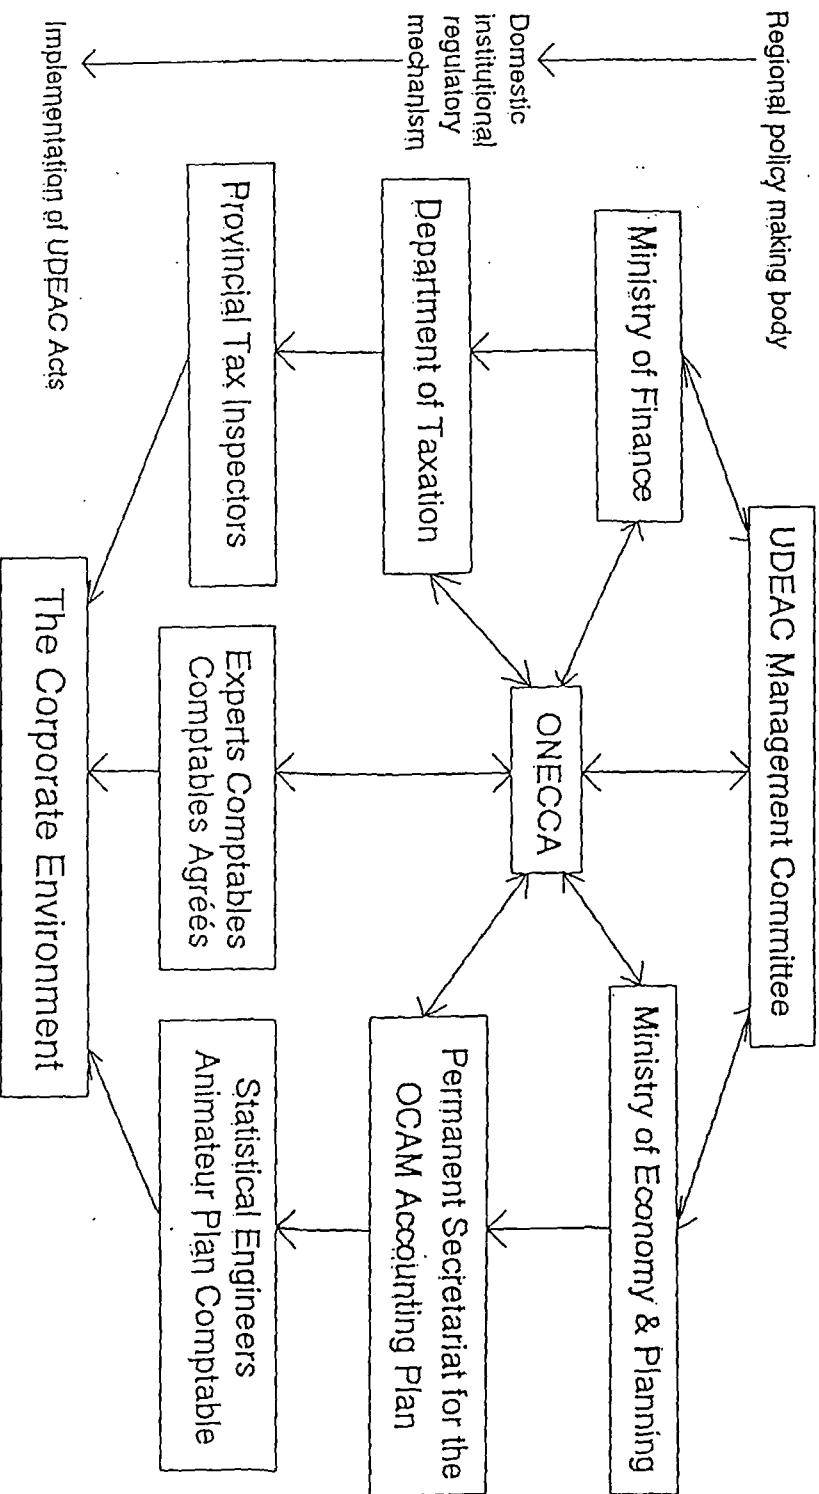 Regional policy making body
Domestic
institutional
regulatory
mechanism
Implementation of UDEAC Acts
UDEAC Management Committee
Ministry of Finance
Ministry of Economy & Planning
ONECCA
Department of Taxation
Permanent Secretariat for the
OCAM Accounting Plan
Provincial Tax Inspectors
Experts Comptables
Comptables Agréés
Statistical Engineers
Animateur Plan Comptable
The Corporate Environment